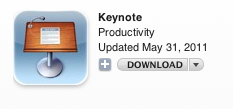 Keynote
Productivity
Updated May 31, 2011
DOWNLOAD